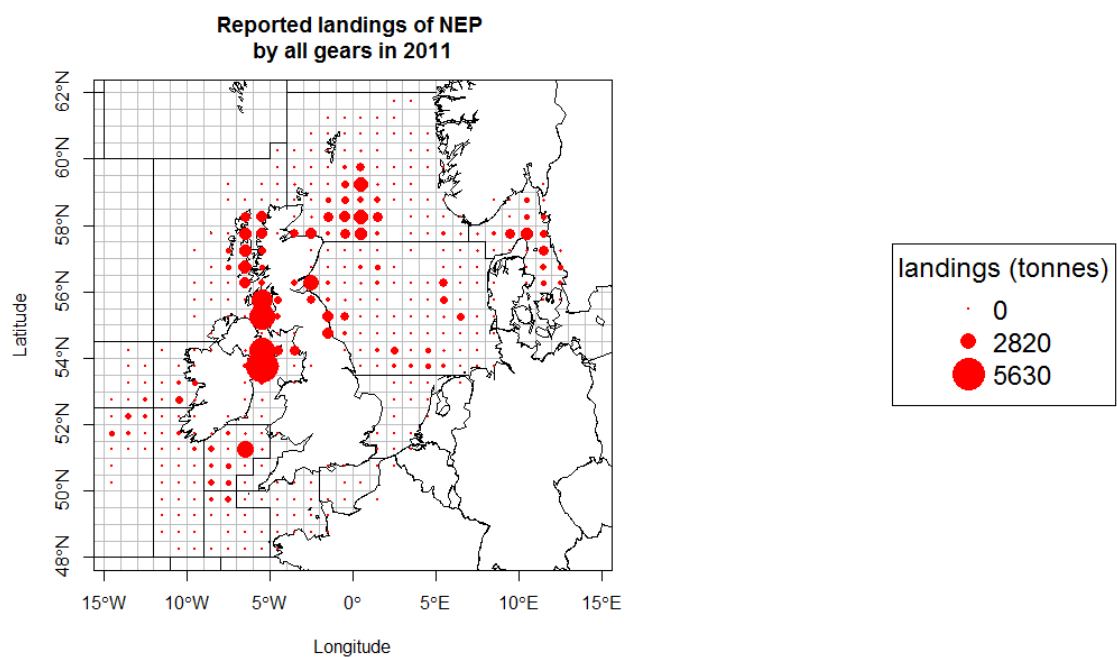 Reported landings of NEP
by all gears in 2011
62°N
60°N
58°N
56°N
54°N
52°N
50°N
48°N
Latitude
15°W
10°W
5°W
0°
5°E
10°E
15°E
Longitude
landings (tonnes)
0
2820
5630